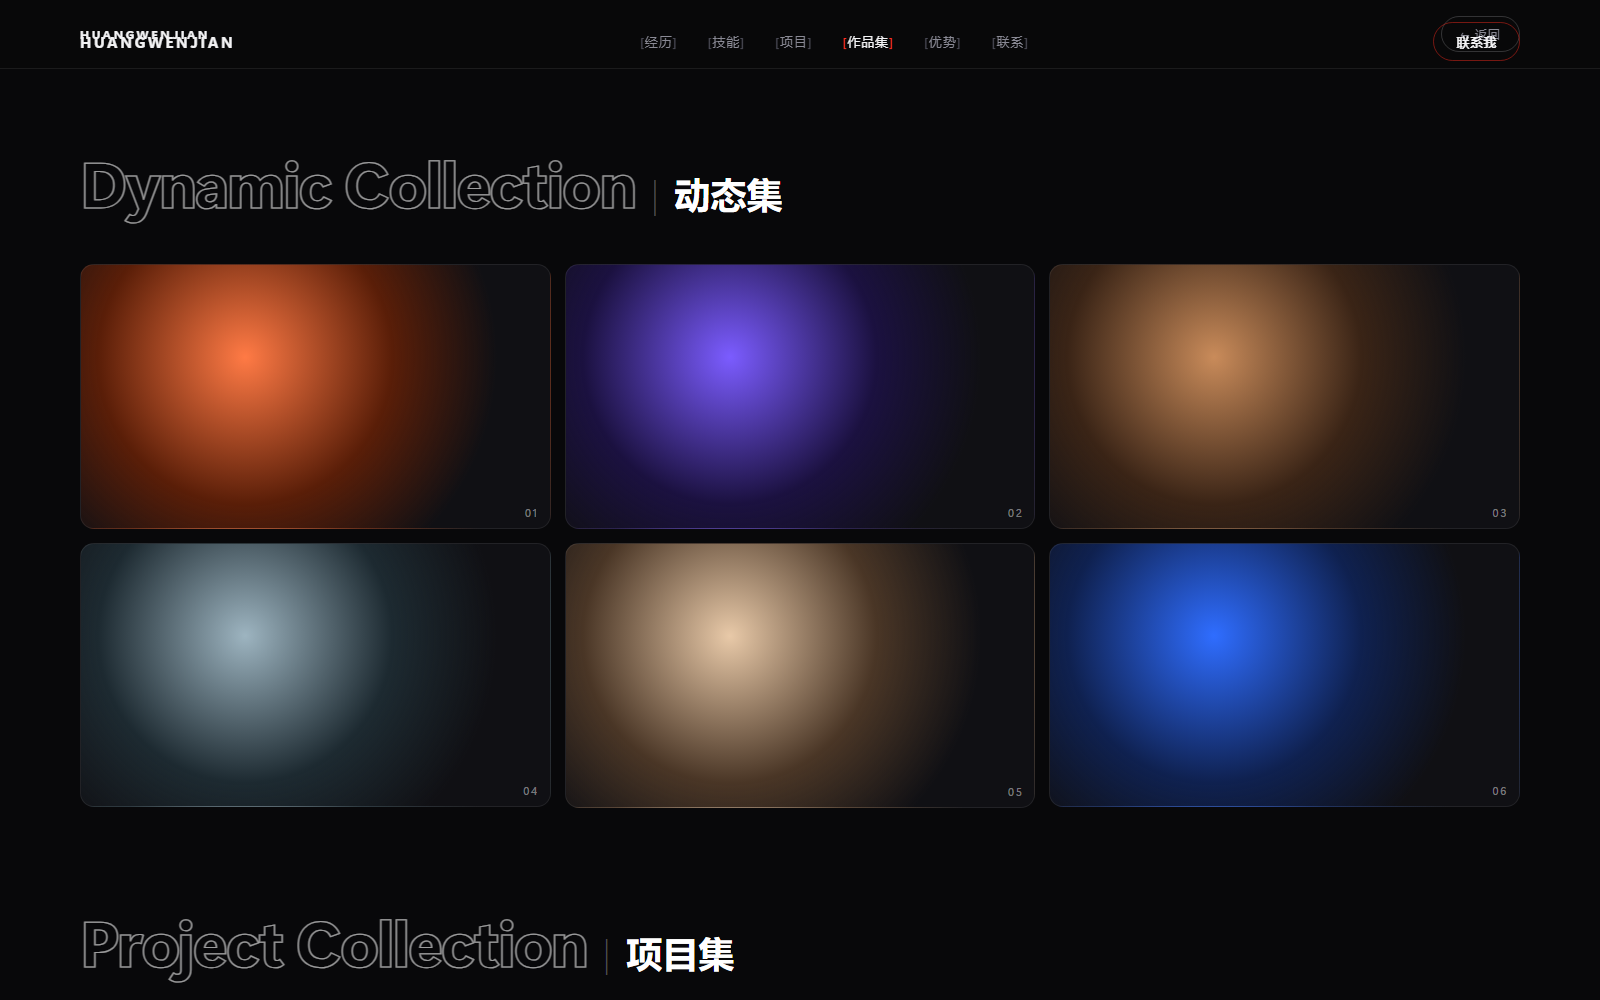 HUANGWENJIAN
HUANGWENJIAN
[经历] [技能] [项目] [作品集] [优势] [联系]
返回
联系我
Dynamic Collection | 动态集
01
02
03
04
05
06
Project Collection | 项目集